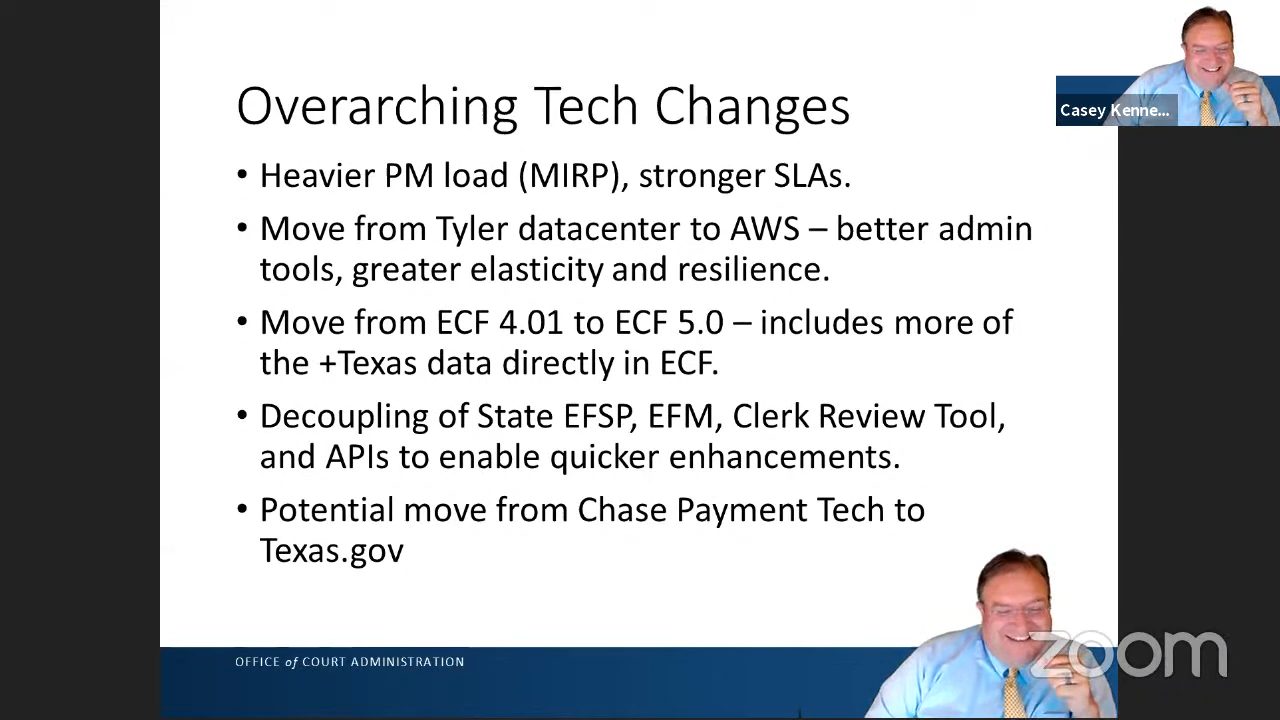 Overarching Tech Changes
Casey Kenne...
• Heavier PM load (MIRP), stronger SLAs.
• Move from Tyler datacenter to AWS – better admin
tools, greater elasticity and resilience.
• Move from ECF 4.01 to ECF 5.0 – includes more of
the +Texas data directly in ECF.
• Decoupling of State EFSP, EFM, Clerk Review Tool,
and APIs to enable quicker enhancements.
• Potential move from Chase Payment Tech to
Texas.gov
OFFICE of COURT ADMINISTRATION
zoom